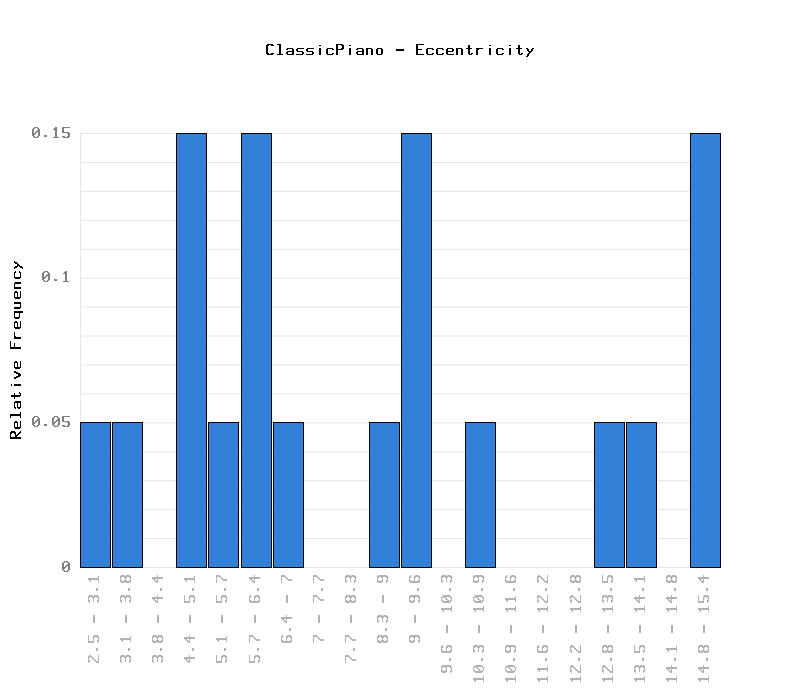 ClassicPiano - Eccentricity
Relative Frequency
0.15
0.1
0.05
0
2.5 - 3.1
3.1 - 3.8
3.8 - 4.4
4.4 - 5.1
5.1 - 5.7
5.7 - 6.4
6.4 - 7
7 - 7.7
7.7 - 8.3
8.3 - 9
9 - 9.6
9.6 - 10.3
10.3 - 10.9
10.9 - 11.6
11.6 - 12.2
12.2 - 12.8
12.8 - 13.5
13.5 - 14.1
14.1 - 14.8
14.8 - 15.4